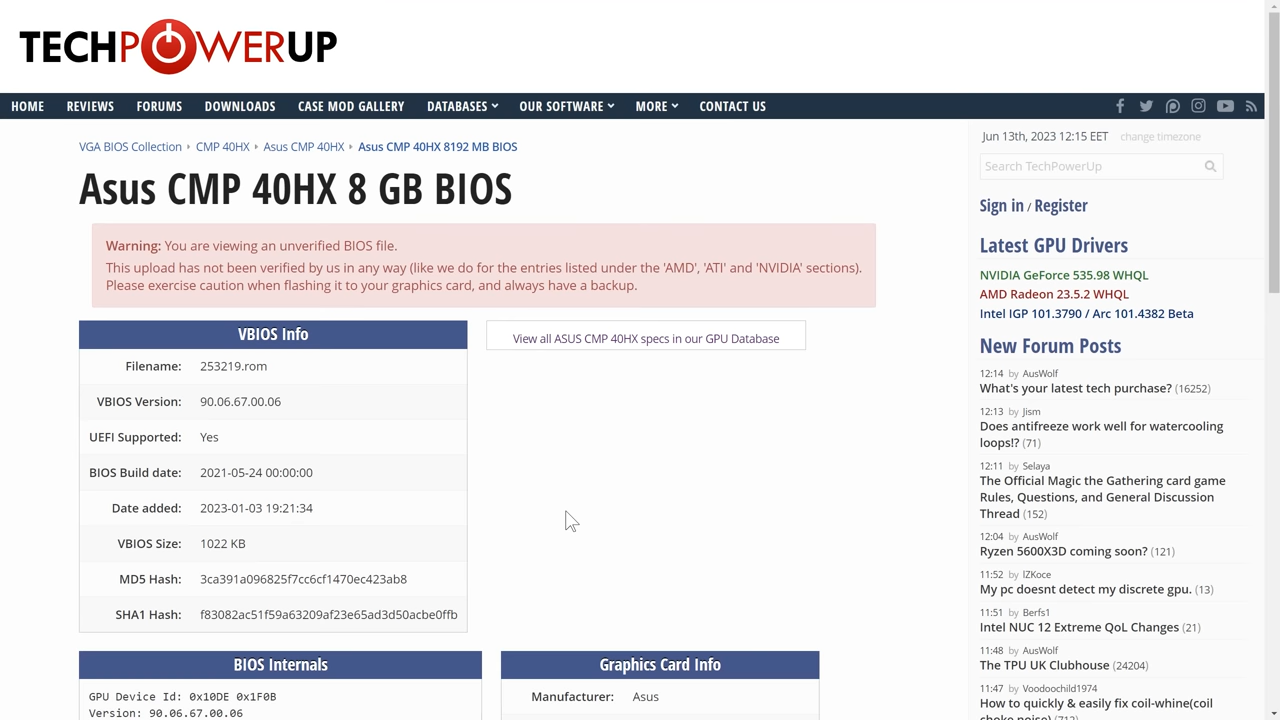 TECHPOWERUP
HOME REVIEWS FORUMS DOWNLOADS CASE MOD GALLERY DATABASES OUR SOFTWARE MORE CONTACT US
VGA BIOS Collection CMP 40HX Asus CMP 40HX Asus CMP 40HX 8192 MB BIOS
Asus CMP 40HX 8 GB BIOS
Warning: You are viewing an unverified BIOS file.
This upload has not been verified by us in any way (like we do for the entries listed under the 'AMD', 'ATI' and 'NVIDIA' sections).
Please exercise caution when flashing it to your graphics card, and always have a backup.
VBIOS Info
Filename: 253219.rom
VBIOS Version: 90.06.67.00.06
UEFI Supported: Yes
BIOS Build date: 2021-05-24 00:00:00
Date added: 2023-01-03 19:21:34
VBIOS Size: 1022 KB
MD5 Hash: 3ca391a096825f7cc6cf1470ec423ab8
SHA1 Hash: f83082ac51f59a63209af23e65ad3d50acbe0ffb
View all ASUS CMP 40HX specs in our GPU Database
BIOS Internals
GPU Device Id: 0x10DE 0x1F0B
Version: 90.06.67.00.06
Graphics Card Info
Manufacturer: Asus
Jun 13th, 2023 12:15 EET change timezone
Search TechPowerUp
Sign in / Register
Latest GPU Drivers
NVIDIA GeForce 535.98 WHQL
AMD Radeon 23.5.2 WHQL
Intel IGP 101.3790 / Arc 101.4382 Beta
New Forum Posts
12:14 by AusWolf
What's your latest tech purchase? (16252)
12:13 by Jism
Does antifreeze work well for watercooling
loops!? (71)
12:11 by Selaya
The Official Magic the Gathering card game
Rules, Questions, and General Discussion
Thread (152)
12:04 by AusWolf
Ryzen 5600X3D coming soon? (121)
11:52 by IZKoce
My pc doesnt detect my discrete gpu. (13)
11:51 by Berfs1
Intel NUC 12 Extreme QoL Changes (21)
11:48 by AusWolf
The TPU UK Clubhouse (24204)
11:47 by Voodoochild1974
How to quickly & easily fix coil-whine(coil
choke noise) (712)